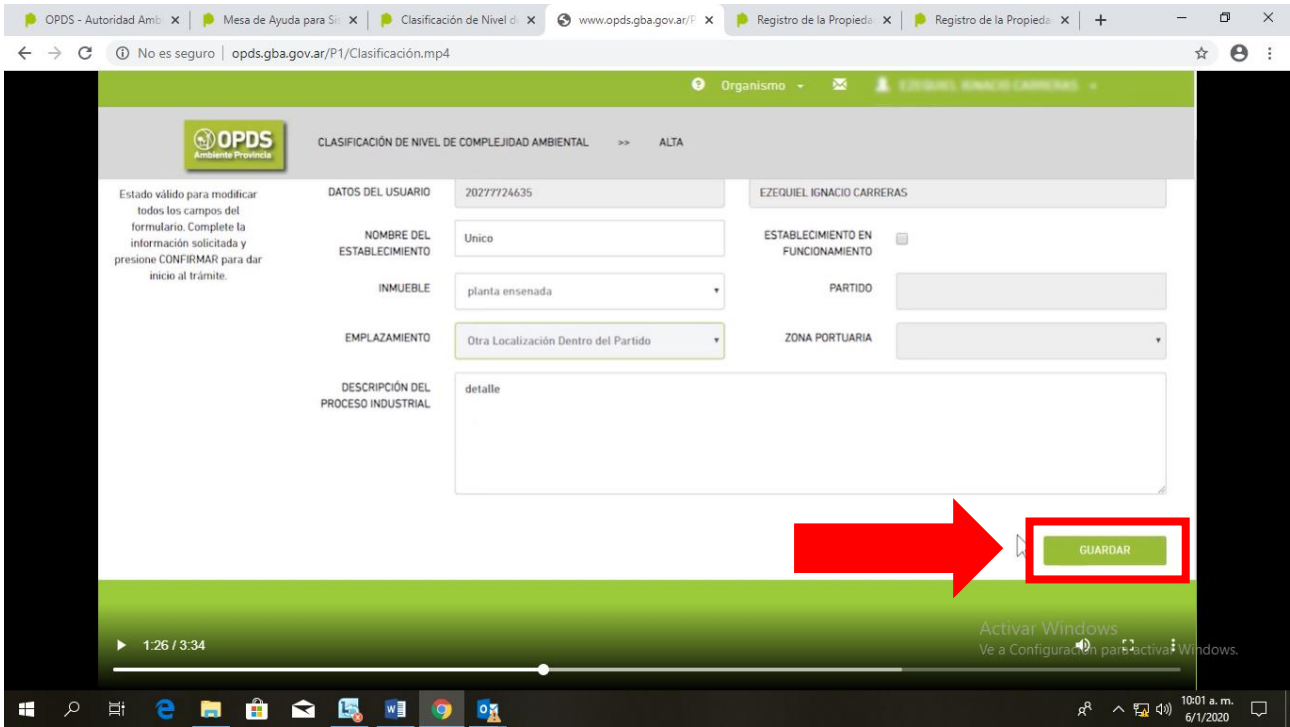 OPDS - Autoridad Amb
Mesa de Ayuda para Si
Clasificación de Nivel d
www.opds.gba.gov.ar/P
Registro de la Propieda
Registro de la Propieda
No es seguro | opds.gba.gov.ar/P1/Clasificación.mp4
Organismo
OPDS
Ambiente Provincia
CLASIFICACIÓN DE NIVEL DE COMPLEJIDAD AMBIENTAL >> ALTA
Estado válido para modificar
todos los campos del
formulario. Complete la
información solicitada y
presione CONFIRMAR para dar
inicio al trámite.
DATOS DEL USUARIO
20277724635
EZEQUIEL IGNACIO CARRERAS
NOMBRE DEL
ESTABLECIMIENTO
Unico
ESTABLECIMIENTO EN
FUNCIONAMIENTO
INMUEBLE
planta ensenada
PARTIDO
EMPLAZAMIENTO
Otra Localización Dentro del Partido
ZONA PORTUARIA
DESCRIPCIÓN DEL
PROCESO INDUSTRIAL
detalle
GUARDAR
Activar Windows
Ve a Configuración para activar Windows.
1:26 / 3:34
10:01 a. m.
6/1/2020